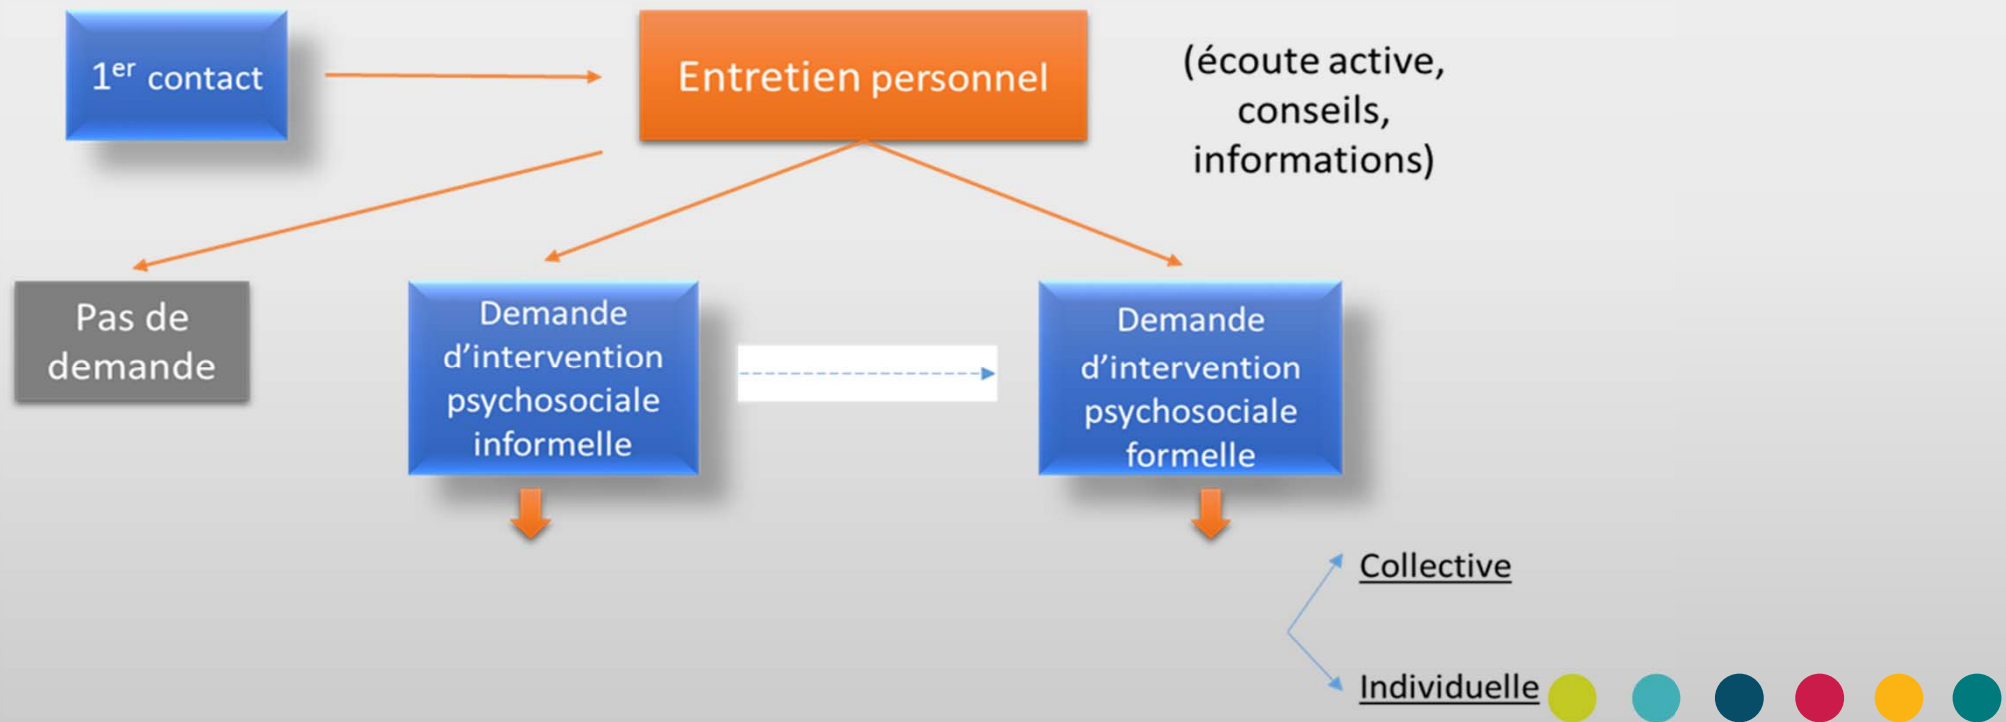 1er contact
Entretien personnel
(écoute active,
conseils,
informations)
Pas de
demande
Demande
d’intervention
psychosociale
informelle
Demande
d’intervention
psychosociale
formelle
Collective
Individuelle